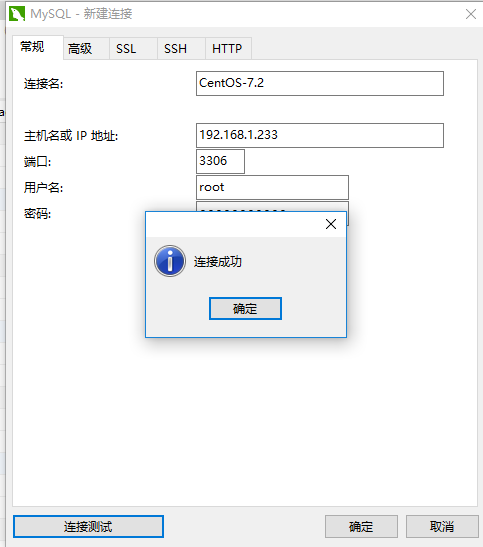 MySQL - 新建连接
常规 高级 SSL SSH HTTP
连接名: CentOS-7.2
主机名或 IP 地址: 192.168.1.233
端口: 3306
用户名: root
密码:
连接成功
确定
连接测试 确定 取消